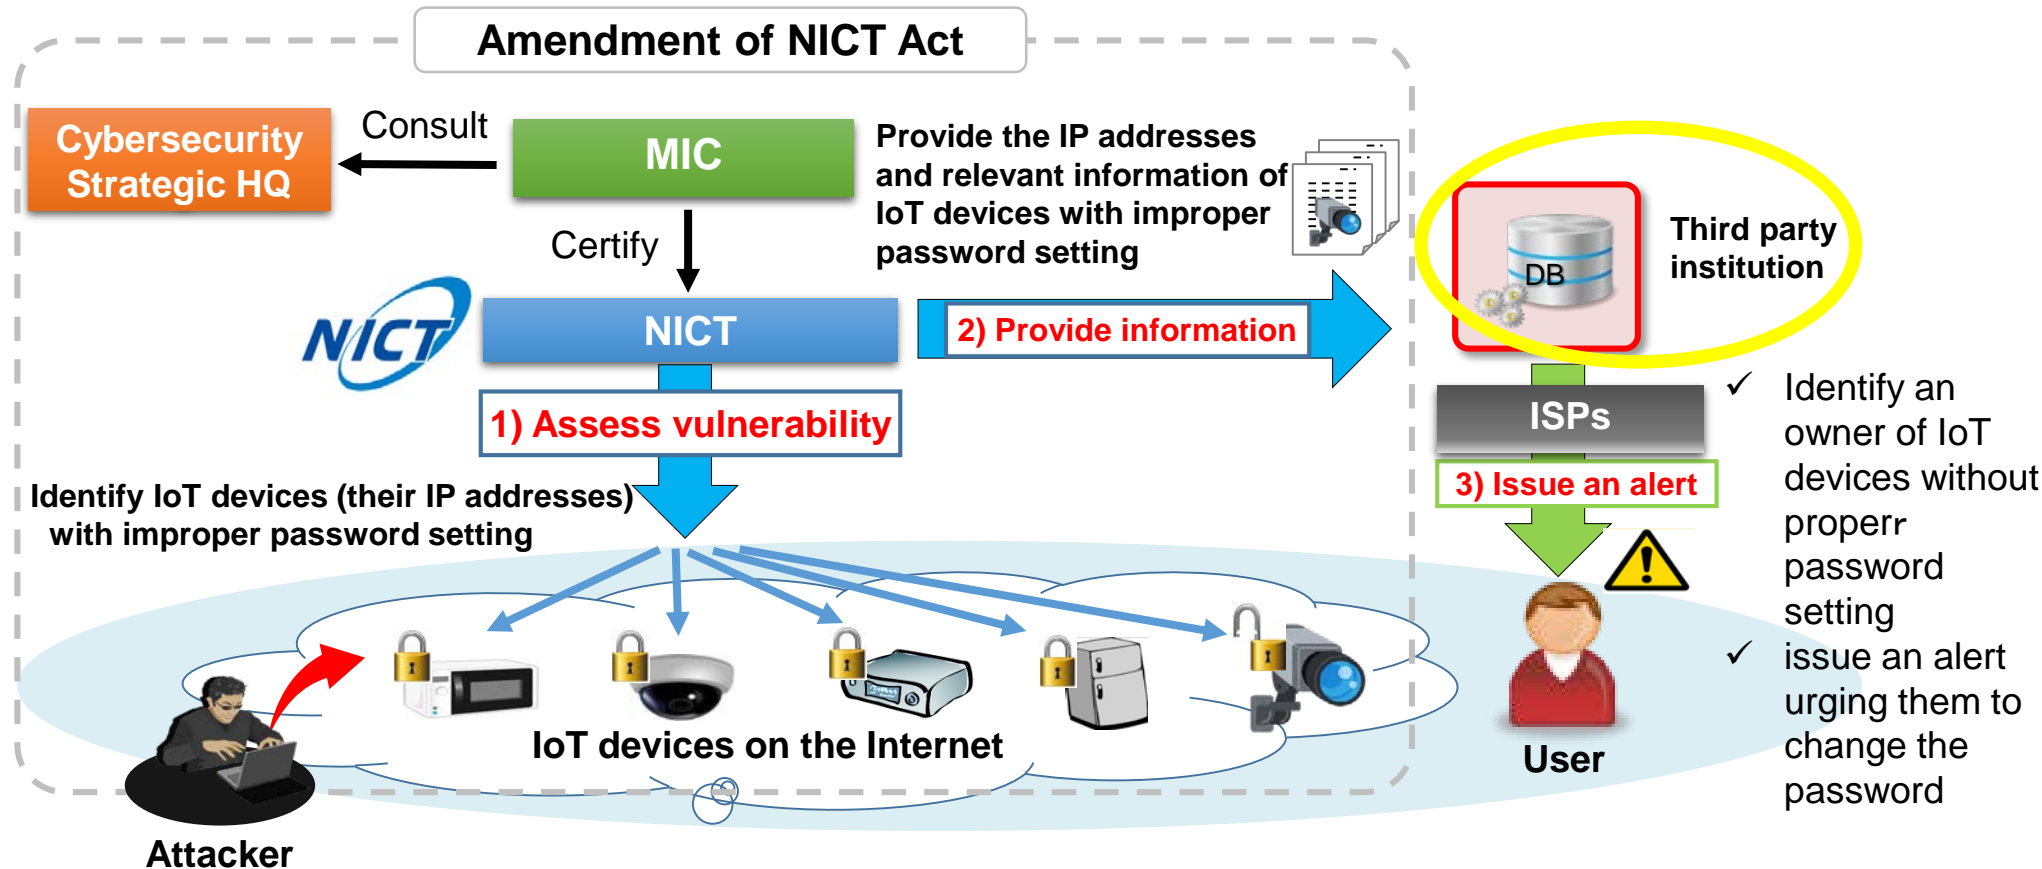 Amendment of NICT Act
Cybersecurity
Strategic HQ
Consult
MIC
Certify
Provide the IP addresses
and relevant information of
IoT devices with improper
password setting
DB
Third party
institution
NICT
NICT
2) Provide information
1) Assess vulnerability
Identify IoT devices (their IP addresses)
with improper password setting
ISPs
3) Issue an alert
✓ Identify an
owner of IoT
devices without
properr
password
setting
✓ issue an alert
urging them to
change the
password
IoT devices on the Internet
User
Attacker